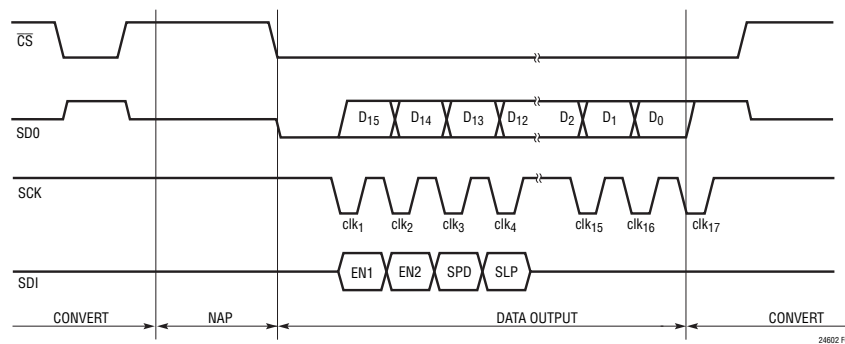 CS
SD0
D15 D14 D13 D12 D2 D1 D0
SCK
clk1 clk2 clk3 clk4 clk15 clk16 clk17
SDI
EN1 EN2 SPD SLP
CONVERT NAP DATA OUTPUT CONVERT
24602 F